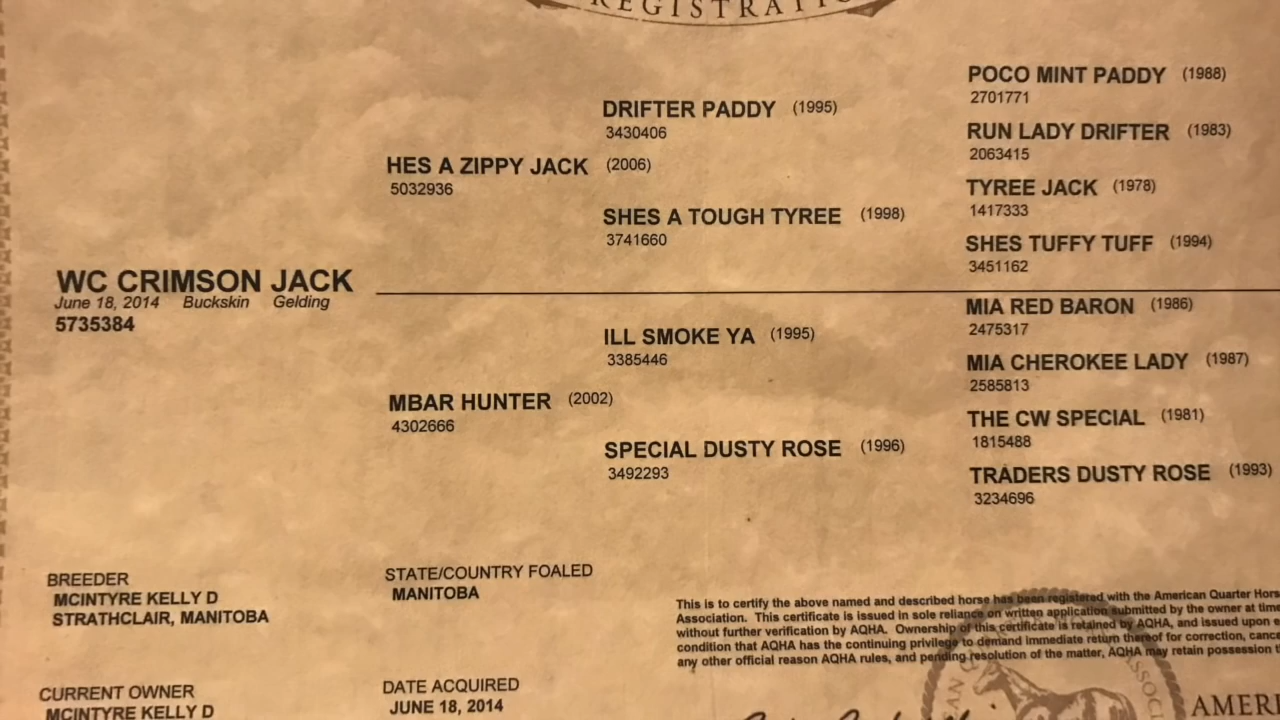 REGISTRATIO
POCO MINT PADDY (1988)
2701771
DRIFTER PADDY (1995)
3430406
RUN LADY DRIFTER (1983)
2063415
HES A ZIPPY JACK (2006)
5032936
TYREE JACK (1978)
1417333
SHES A TOUGH TYREE (1998)
3741660
SHES TUFFY TUFF (1994)
3451162
WC CRIMSON JACK
June 18, 2014 Buckskin Gelding
5735384
MIA RED BARON (1986)
2475317
ILL SMOKE YA (1995)
3385446
MIA CHEROKEE LADY (1987)
2585813
MBAR HUNTER (2002)
4302666
THE CW SPECIAL (1981)
1815488
SPECIAL DUSTY ROSE (1996)
3492293
TRADERS DUSTY ROSE (1993)
3234696
BREEDER
MCINTYRE KELLY D
STRATHCLAIR, MANITOBA
STATE/COUNTRY FOALED
MANITOBA
This is to certify the above named and described horse has been registered with the American Quarter Hors
Association. This certificate is issued in sole reliance on written application submitted by the owner at tim
without further verification by AQHA. Ownership of this certificate is retained by AQHA, and issued upon e
condition that AQHA has the continuing privilege to demand immediate return thereof for correction, canc
any other official reason AQHA rules, and pending resolution of the matter, AQHA may retain possession t
CURRENT OWNER
MCINTYRE KELLY D
DATE ACQUIRED
JUNE 18, 2014
AMERI